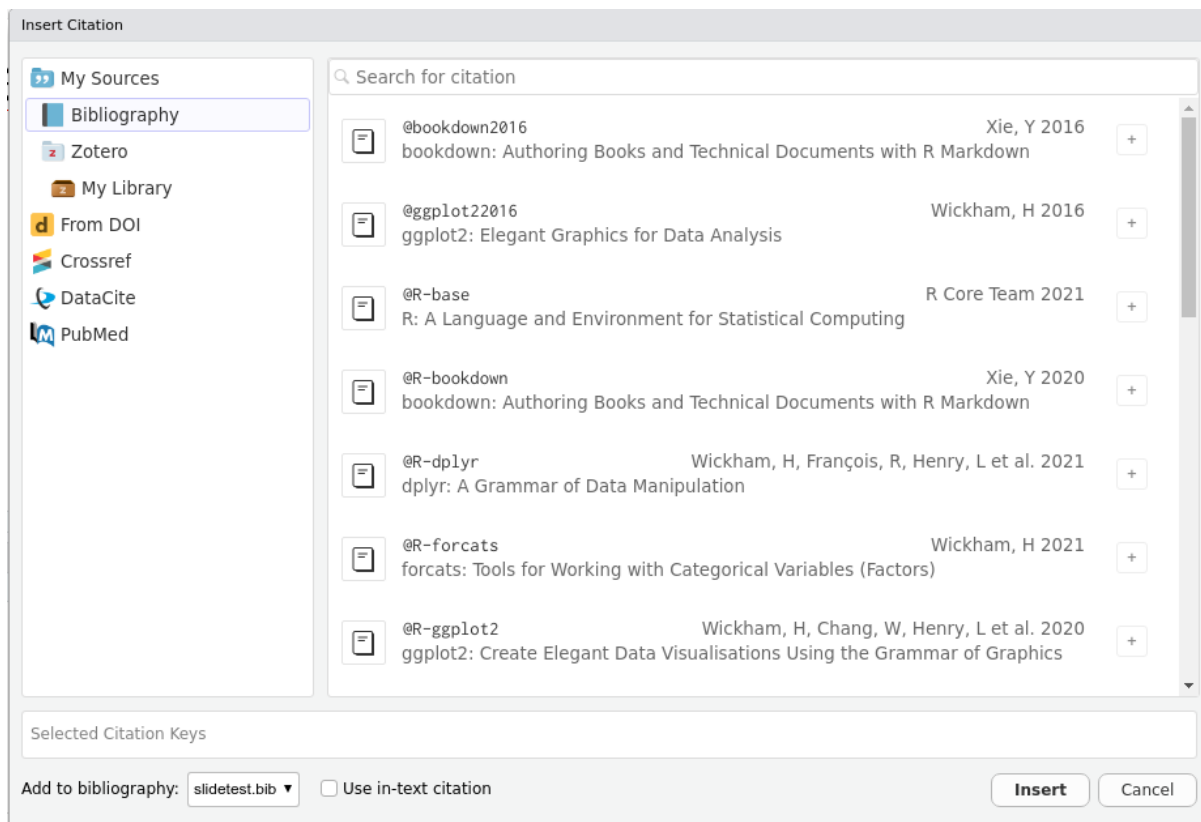 Insert Citation
My Sources
Bibliography
Zotero
My Library
From DOI
Crossref
DataCite
PubMed
Search for citation
@bookdown2016 Xie, Y 2016
bookdown: Authoring Books and Technical Documents with R Markdown
@ggplot22016 Wickham, H 2016
ggplot2: Elegant Graphics for Data Analysis
@R-base R Core Team 2021
R: A Language and Environment for Statistical Computing
@R-bookdown Xie, Y 2020
bookdown: Authoring Books and Technical Documents with R Markdown
@R-dplyr Wickham, H, François, R, Henry, L et al. 2021
dplyr: A Grammar of Data Manipulation
@R-forcats Wickham, H 2021
forcats: Tools for Working with Categorical Variables (Factors)
@R-ggplot2 Wickham, H, Chang, W, Henry, L et al. 2020
ggplot2: Create Elegant Data Visualisations Using the Grammar of Graphics
Selected Citation Keys
Add to bibliography: slidetest.bib Use in-text citation Insert Cancel